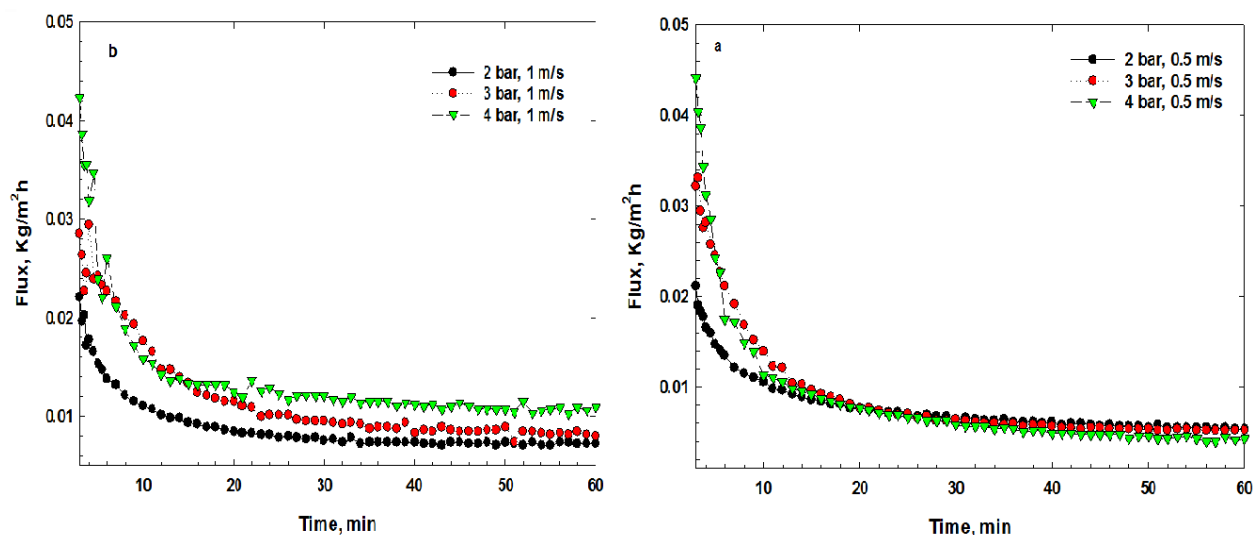 b
2 bar, 1 m/s
3 bar, 1 m/s
4 bar, 1 m/s
0.05
0.04
0.03
0.02
0.01
Flux, Kg/m²h
10
20
30
40
50
60
Time, min
a
2 bar, 0.5 m/s
3 bar, 0.5 m/s
4 bar, 0.5 m/s
0.05
0.04
0.03
0.02
0.01
0.00
Flux, Kg/m²h
10
20
30
40
50
60
Time, min